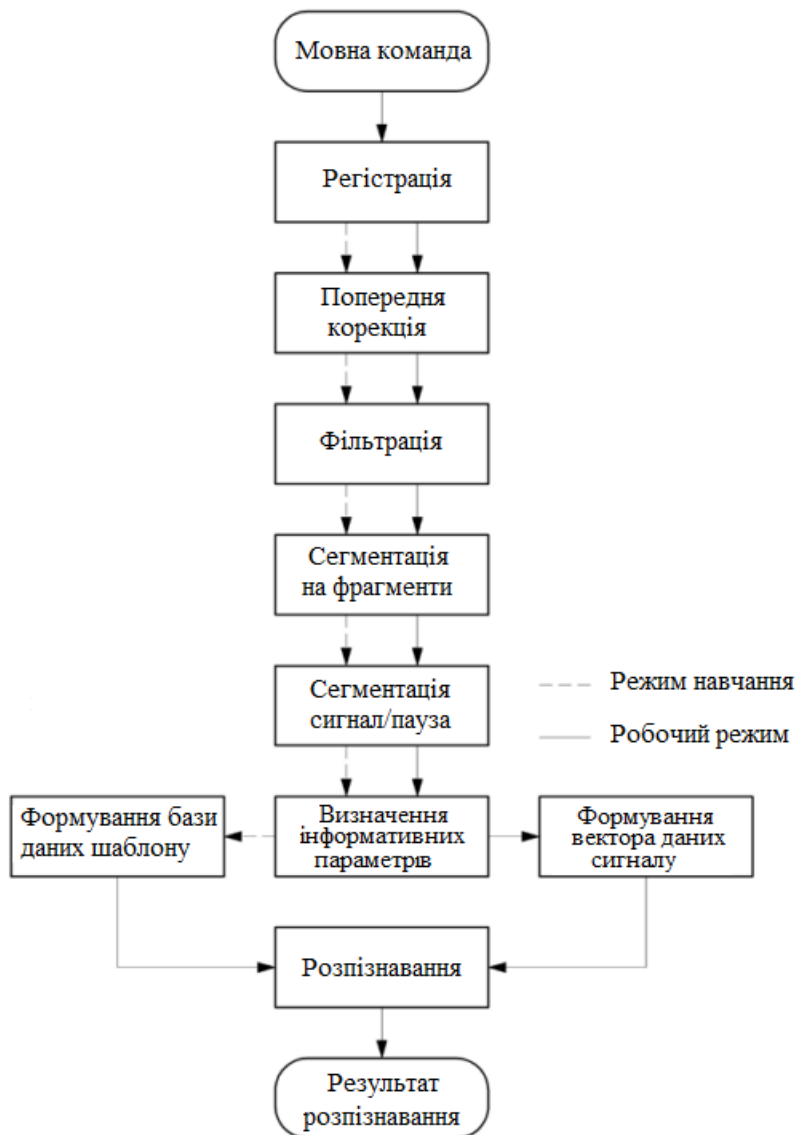 Мовна команда
Регістрація
Попередня
корекція
Фільтрація
Сегментація
на фрагменти
Сегментація
сигнал/пауза
Режим навчання
Робочий режим
Формування бази
даних шаблону
Визначення
інформативних
параметрів
Формування
вектора даних
сигналу
Розпізнавання
Результат
розпізнавання